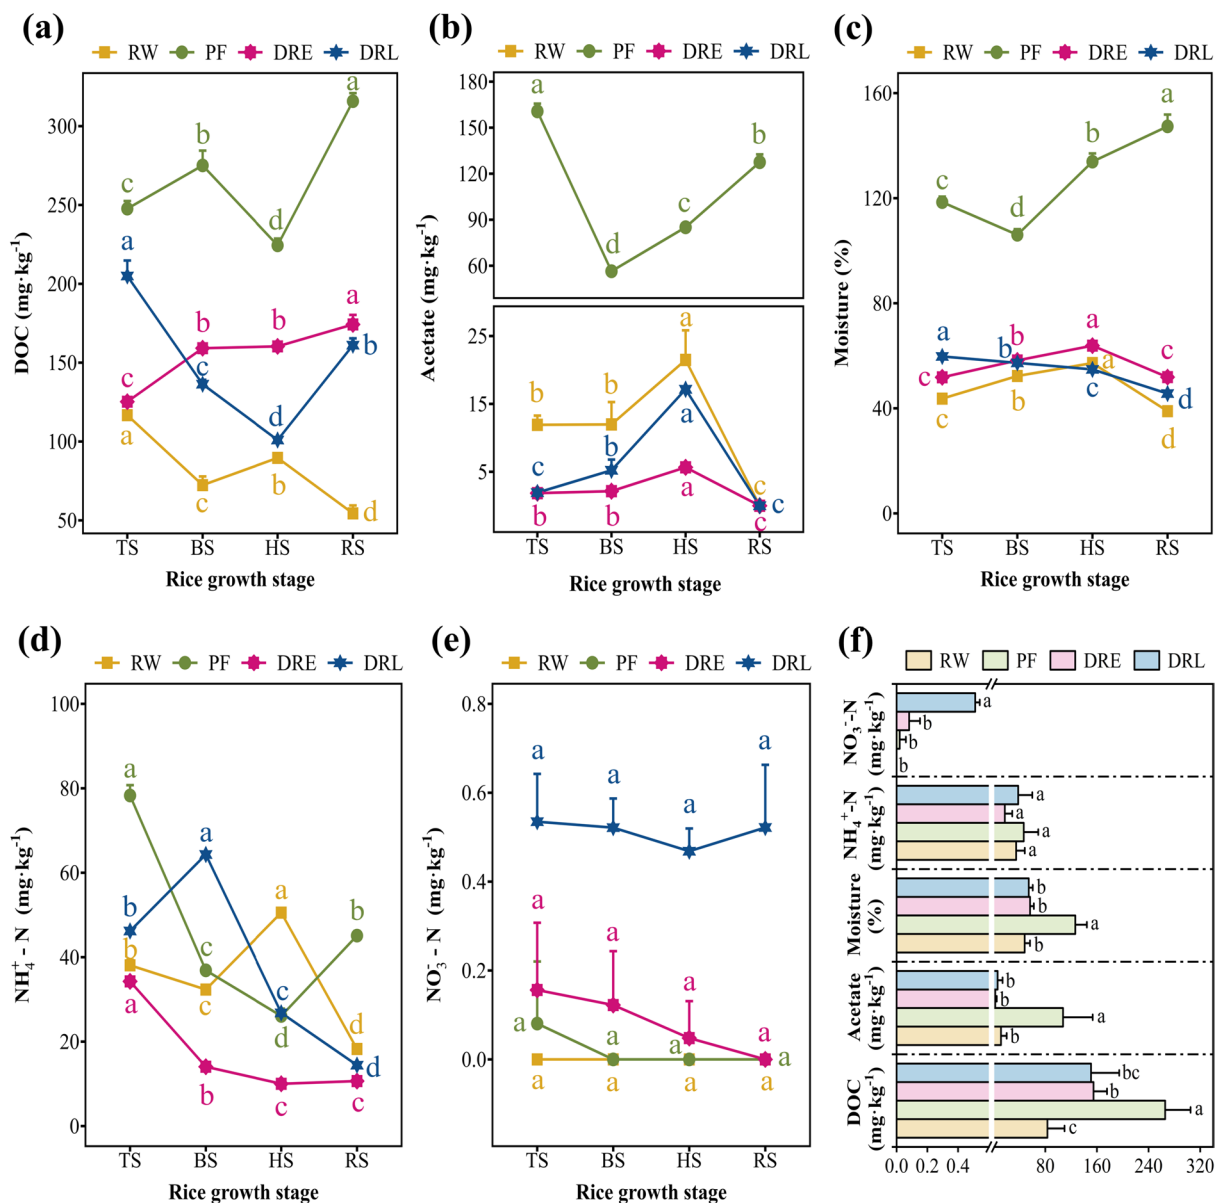 (a)
RW PF DRE DRL
DOC (mg·kg⁻¹)
300
250
200
150
100
50
c b d a
a c d b
c b b a
a c b d
TS BS HS RS
Rice growth stage
(b)
RW PF DRE DRL
Acetate (mg·kg⁻¹)
180
150
120
90
60
a d c b
25
15
5
b b a c
c b a c
b b a c
TS BS HS RS
Rice growth stage
(c)
RW PF DRE DRL
Moisture (%)
160
120
80
40
0
c d b a
a b c d
c b a c
c b a d
TS BS HS RS
Rice growth stage
(d)
RW PF DRE DRL
NH₄⁺ - N (mg·kg⁻¹)
100
80
60
40
20
0
a c d b
b a c d
b c a d
a b c c
TS BS HS RS
Rice growth stage
(e)
RW PF DRE DRL
NO₃⁻ - N (mg·kg⁻¹)
0.8
0.6
0.4
0.2
0.0
a a a a
a a a a
a a a a
a a a a
TS BS HS RS
Rice growth stage
(f)
RW PF DRE DRL
NO₃⁻-N
(mg·kg⁻¹)
a
b
b
b
NH₄⁺-N
(mg·kg⁻¹)
a
a
a
Moisture
(%)
b
b
a
b
Acetate
(mg·kg⁻¹)
b
b
a
b
DOC
(mg·kg⁻¹)
bc
b
a
c
0.0 0.2 0.4 80 160 240 320